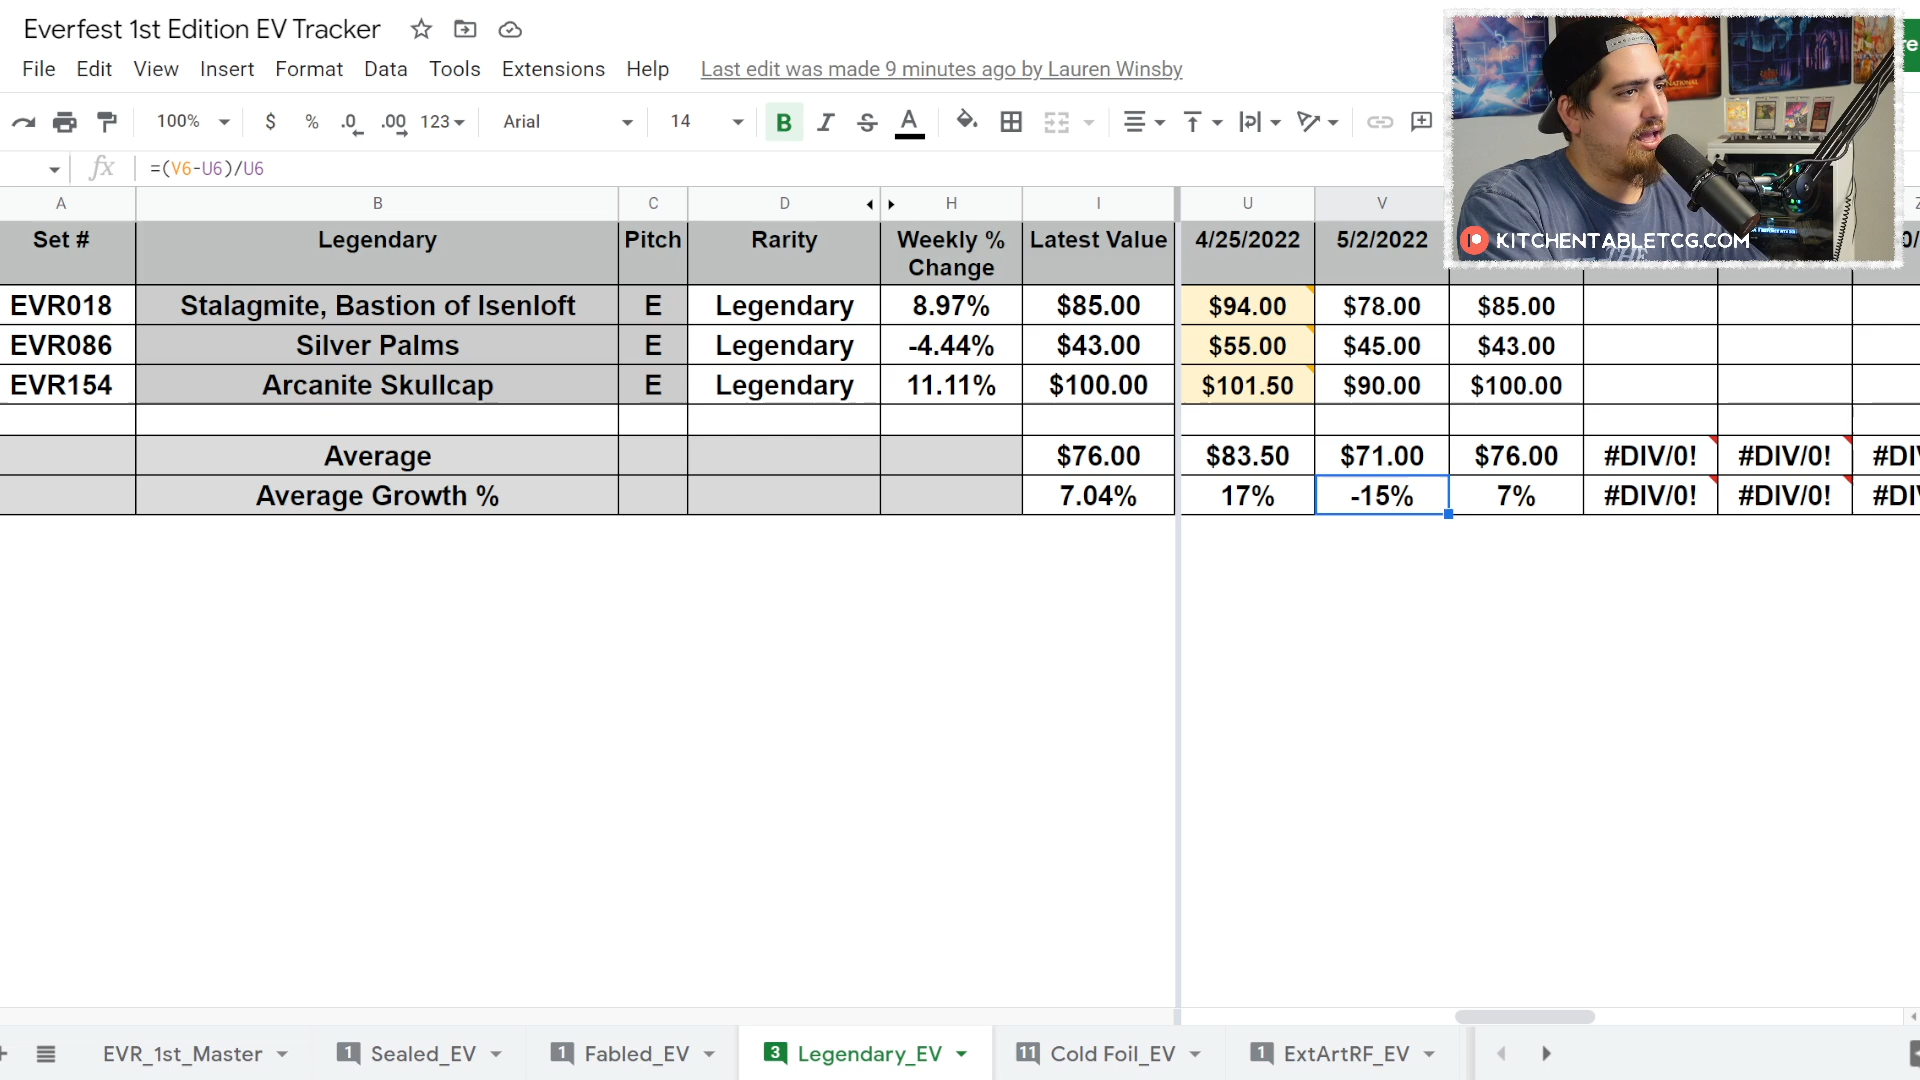 Everfest 1st Edition EV Tracker
File Edit View Insert Format Data Tools Extensions Help Last edit was made 9 minutes ago by Lauren Winsby
100% $ % .0 .00 123 Arial 14 B I S A
fx =(V6-U6)/U6
A B C D H I U V
Set # Legendary Pitch Rarity Weekly % Change Latest Value 4/25/2022 5/2/2022
EVR018 Stalagmite, Bastion of Isenloft E Legendary 8.97% $85.00 $94.00 $78.00 $85.00
EVR086 Silver Palms E Legendary -4.44% $43.00 $55.00 $45.00 $43.00
EVR154 Arcanite Skullcap E Legendary 11.11% $100.00 $101.50 $90.00 $100.00
Average $76.00 $83.50 $71.00 $76.00 #DIV/0! #DIV/0!
Average Growth % 7.04% 17% -15% 7% #DIV/0! #DIV/0!
KITCHENTABLETCG.COM
EVR_1st_Master 1 Sealed_EV 1 Fabled_EV 3 Legendary_EV 11 Cold Foil_EV 1 ExtArtRF_EV